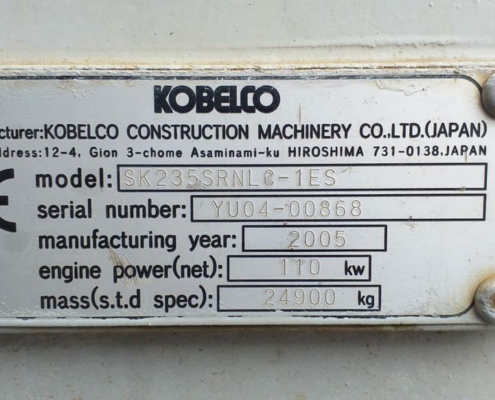 KOBELCO
cturer:KOBELCO CONSTRUCTION MACHINERY CO.,LTD.(JAPAN)
ddress:12-4, Gion 3-chome Asaminami-ku HIROSHIMA 731-0138.JAPAN
model: SK235SRNLC-1ES
serial number: YU04-00868
manufacturing year: 2005
engine power(net): 110 kw
mass(s.t.d spec): 24900 kg